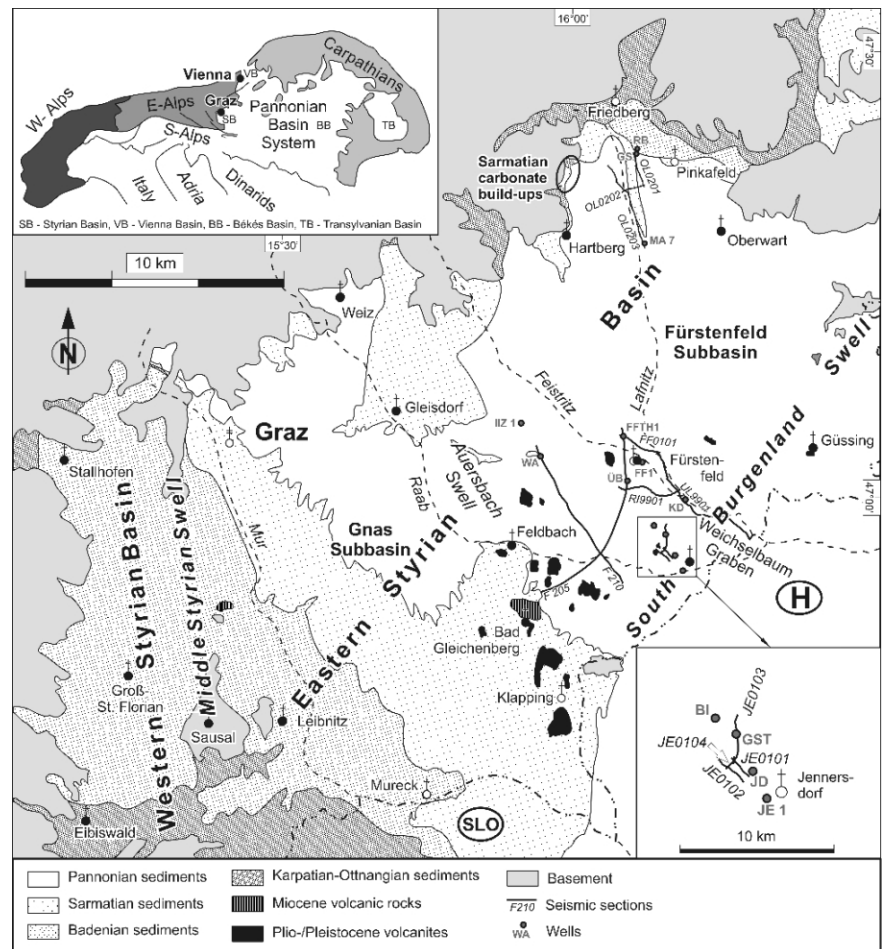 Vienna
VB
Carpathians
E-Alps
Graz
SB
W- Alps
S-Alps
Pannonian
Basin
System
BB
TB
Italy
Adria
Dinarids
SB - Styrian Basin, VB - Vienna Basin, BB - Békés Basin, TB - Transylvanian Basin
16°00'
47°30'
15°30'
47°00'
10 km
N
Friedberg
RB
GS
Pinkafeld
Sarmatian
carbonate
build-ups
OL0201
OL0202
OL0203
Hartberg
MA 7
Oberwart
Weiz
Basin
Fürstenfeld
Subbasin
Swell
Feistritz
Lafnitz
Gleisdorf
IIZ 1
FFTH1
FF0101
Güssing
Graz
Stallhofen
WA
FF1
Fürsten-
feld
Burgenland
Auersbach
Swell
Raab
ÜB
RI9901
KD
Weichselbaum
Graben
Gnas
Subbasin
Feldbach
Styrian
Mur
F 205
F 210
South
H
Western Styrian Basin
Middle Styrian Swell
Eastern
Bad
Gleichenberg
Klapping
Groß
St. Florian
Sausal
Leibnitz
Mureck
Eibiswald
SLO
JE0103
BI
GST
JE0104
JE0101
JE0102
JD
Jenners-
dorf
JE 1
10 km
Pannonian sediments
Karpatian-Ottnangian sediments
Basement
Sarmatian sediments
Miocene volcanic rocks
F210
Seismic sections
Badenian sediments
Plio-/Pleistocene volcanites
WA
Wells